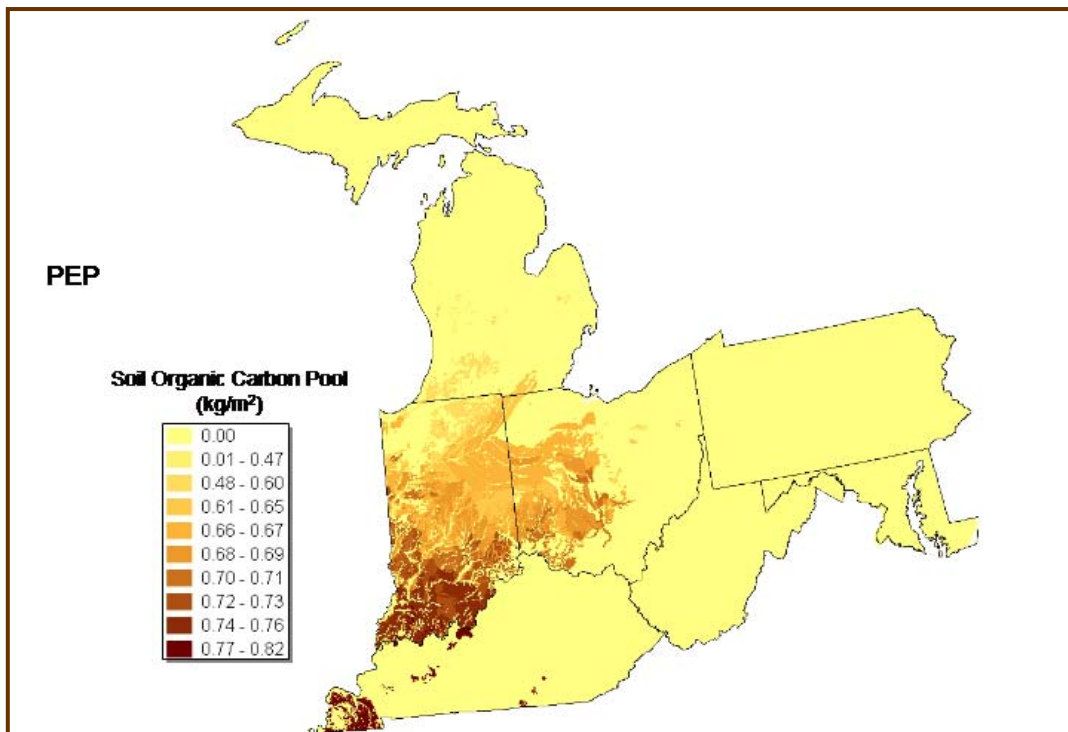 PEP
Soil Organic Carbon Pool
(kg/m²)
0.00
0.01 - 0.47
0.48 - 0.60
0.61 - 0.65
0.66 - 0.67
0.68 - 0.69
0.70 - 0.71
0.72 - 0.73
0.74 - 0.76
0.77 - 0.82